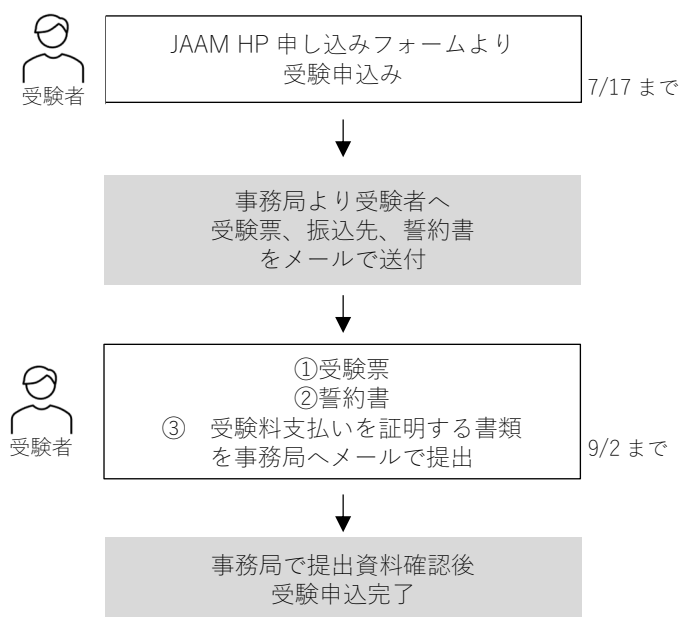 JAAM HP 申し込みフォームより
受験申込み
受験者
7/17 まで
事務局より受験者へ
受験票、振込先、誓約書
をメールで送付
①受験票
②誓約書
③ 受験料支払いを証明する書類
を事務局へメールで提出
受験者
9/2 まで
事務局で提出資料確認後
受験申込完了